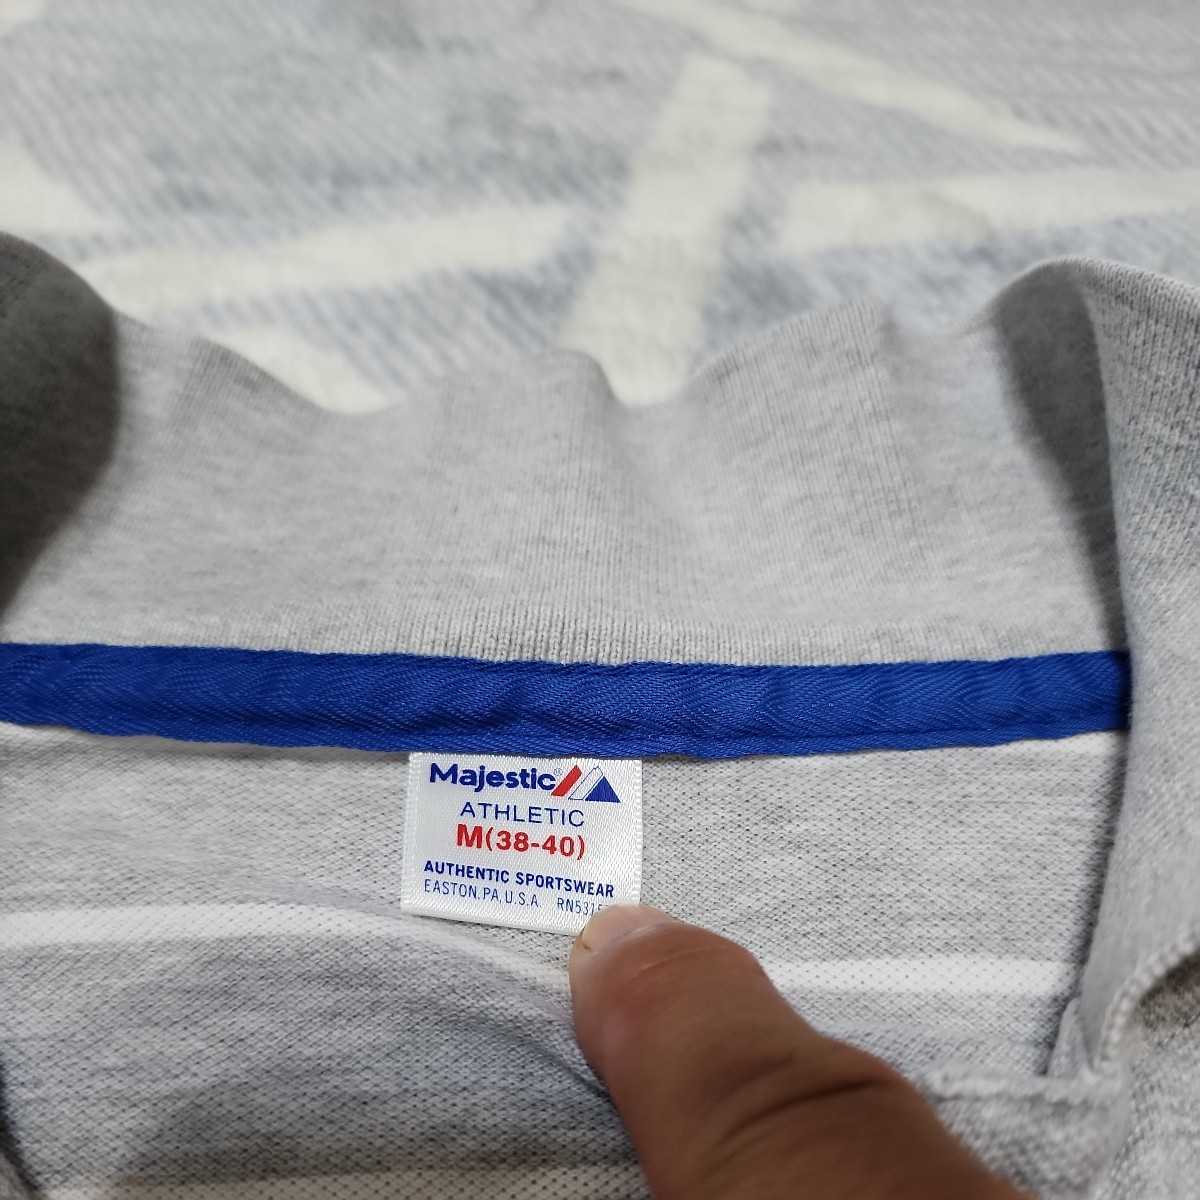 Majestic®
ATHLETIC
M(38-40)
AUTHENTIC SPORTSWEAR
EASTON, PA, U.S.A.